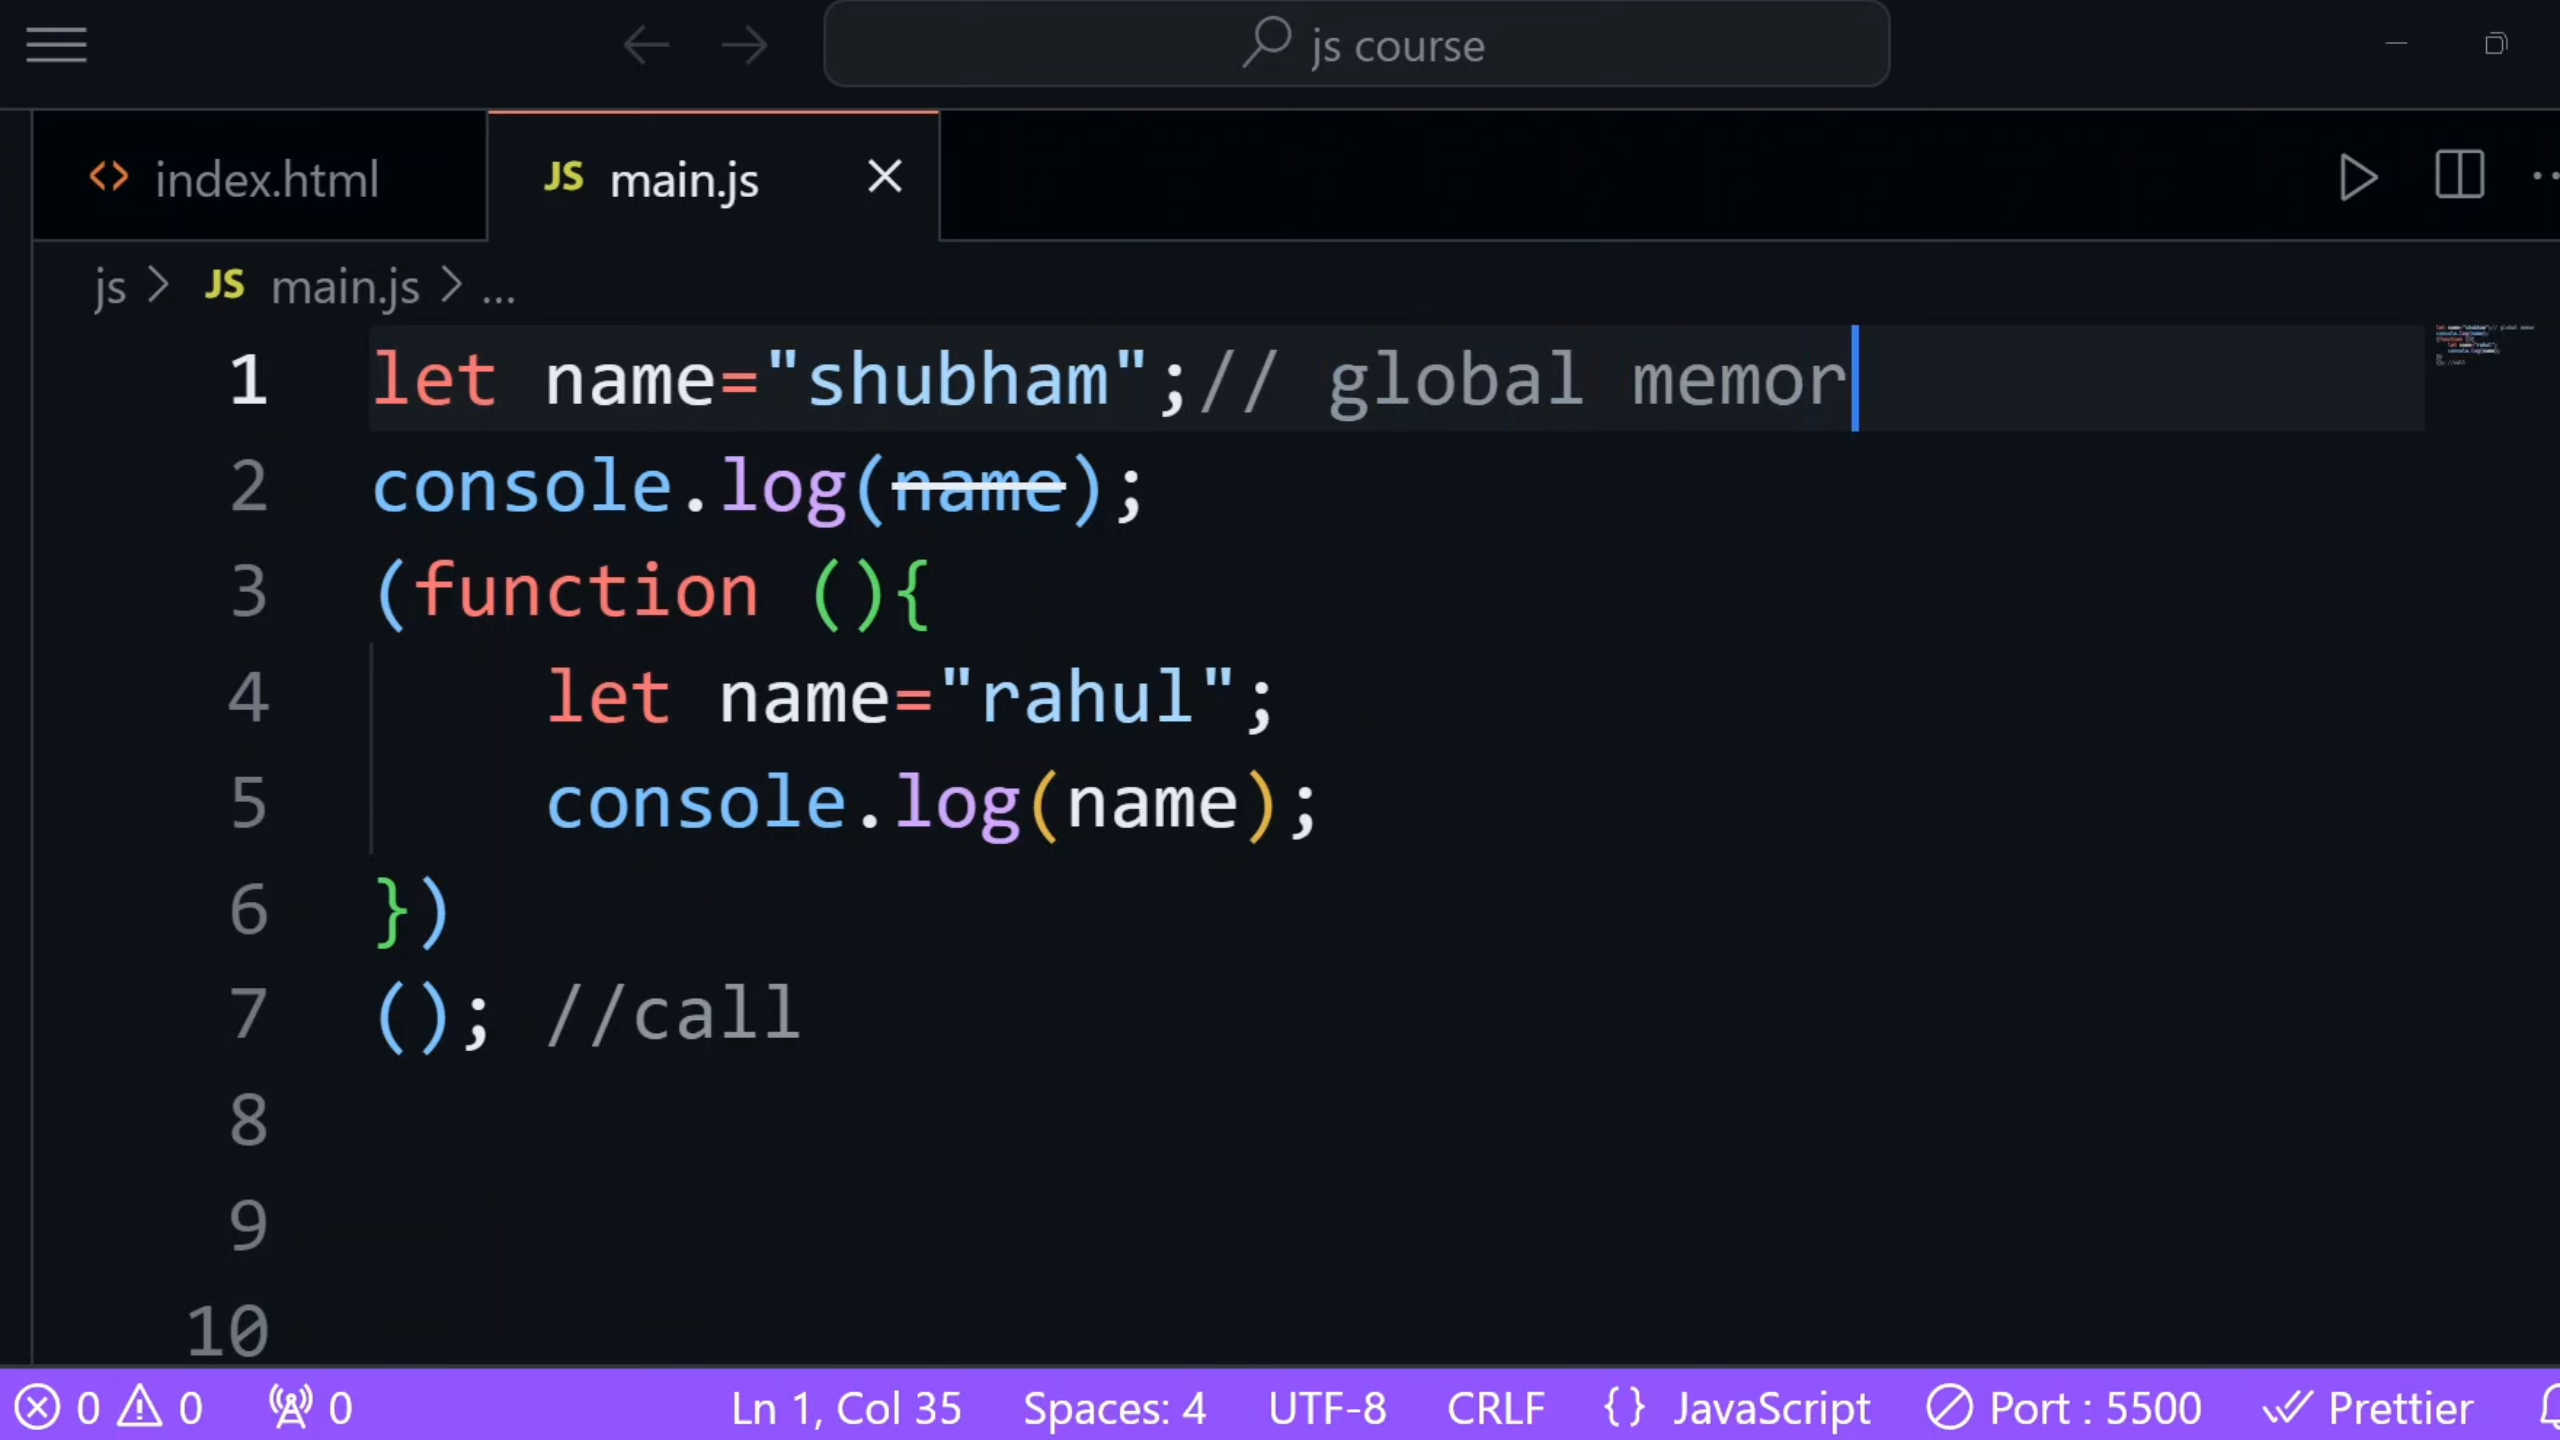 js course
index.html
JS main.js
js > JS main.js > ...
1 let name="shubham";// global memor
2 console.log(name);
3 (function (){
4     let name="rahul";
5     console.log(name);
6 })
7 (); //call
8
9
10
0 0 0 Ln 1, Col 35 Spaces: 4 UTF-8 CRLF {} JavaScript Port : 5500 Prettier